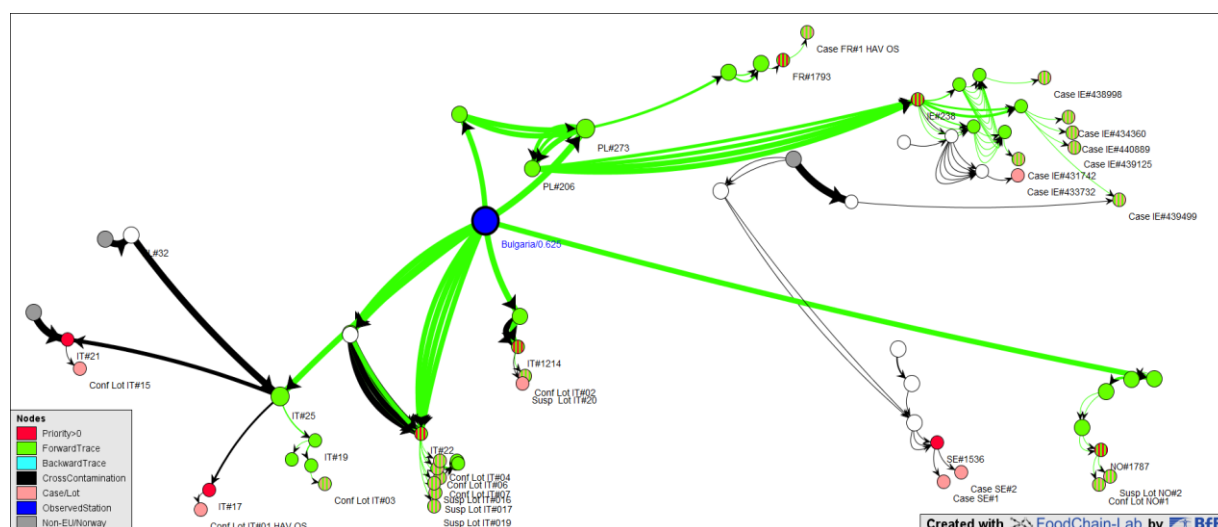 Case FR#1 HAV OS
FR#1793
Case IE#438998
IE#238
Case IE#434360
Case IE#440889
Case IE#439125
Case IE#431742
Case IE#433732
Case IE#439499
PL#273
PL#206
Bulgaria/0.625
L#32
IT#21
Conf Lot IT#15
IT#1214
Conf Lot IT#02
Susp Lot IT#20
IT#25
IT#19
Conf Lot IT#03
IT#17
Conf Lot IT#01 HAV OS
IT#22
Conf Lot IT#04
Conf Lot IT#06
Conf Lot IT#07
Susp Lot IT#016
Susp Lot IT#017
Susp Lot IT#019
SE#1536
Case SE#2
Case SE#1
NO#1787
Susp Lot NO#2
Conf Lot NO#1
Nodes
Priority>0
ForwardTrace
BackwardTrace
CrossContamination
Case/Lot
ObservedStation
Non-EU/Norway
Created with FoodChain-Lab by BfR